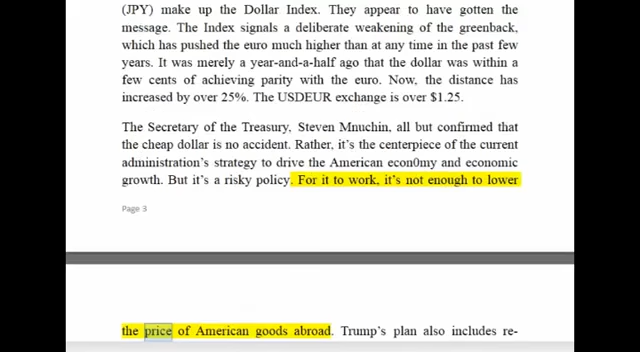 (JPY) make up the Dollar Index. They appear to have gotten the
message. The Index signals a deliberate weakening of the greenback,
which has pushed the euro much higher than at any time in the past few
years. It was merely a year-and-a-half ago that the dollar was within a
few cents of achieving parity with the euro. Now, the distance has
increased by over 25%. The USDEUR exchange is over $1.25.
The Secretary of the Treasury, Steven Mnuchin, all but confirmed that
the cheap dollar is no accident. Rather, it’s the centerpiece of the current
administration’s strategy to drive the American econ0my and economic
growth. But it’s a risky policy. For it to work, it’s not enough to lower
Page 3
the price of American goods abroad. Trump’s plan also includes re-